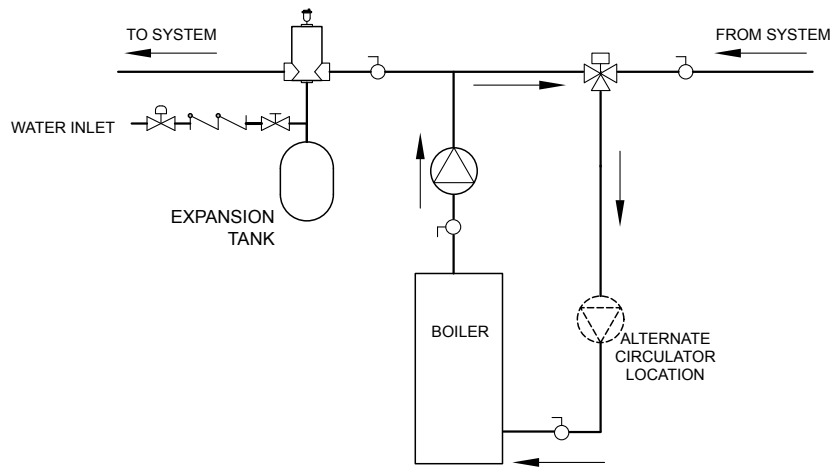 TO SYSTEM
FROM SYSTEM
WATER INLET
EXPANSION
TANK
BOILER
ALTERNATE
CIRCULATOR
LOCATION